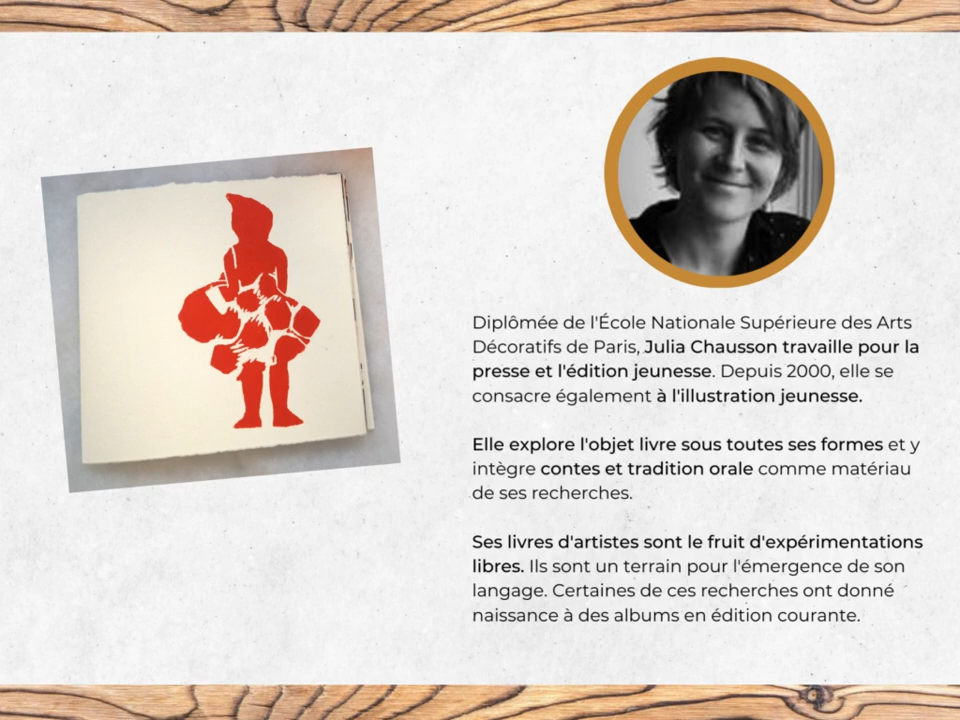 Diplômée de l'École Nationale Supérieure des Arts
Décoratifs de Paris, Julia Chausson travaille pour la
presse et l'édition jeunesse. Depuis 2000, elle se
consacre également à l'illustration jeunesse.
Elle explore l'objet livre sous toutes ses formes et y
intègre contes et tradition orale comme matériau
de ses recherches.
Ses livres d'artistes sont le fruit d'expérimentations
libres. Ils sont un terrain pour l'émergence de son
langage. Certaines de ces recherches ont donné
naissance à des albums en édition courante.